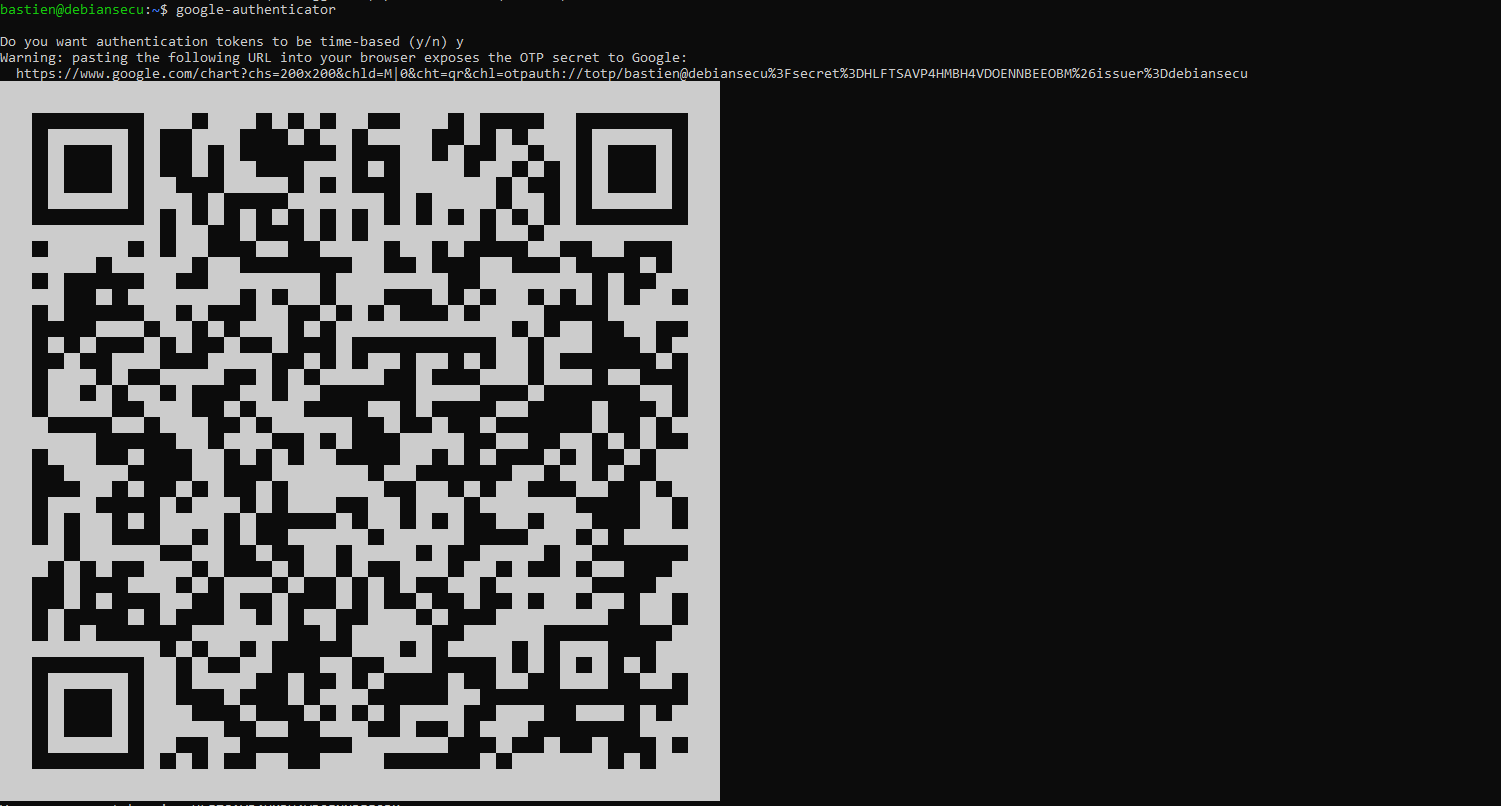 bastien@debiansecu:~$ google-authenticator
Do you want authentication tokens to be time-based (y/n) y
Warning: pasting the following URL into your browser exposes the OTP secret to Google:
https://www.google.com/chart?chs=200x200&chld=M|0&cht=qr&chl=otpauth://totp/bastien@debiansecu%3Fsecret%3DHLFTSAVP4HMBH4VDOENNBEEOBM%26issuer%3Ddebiansecu